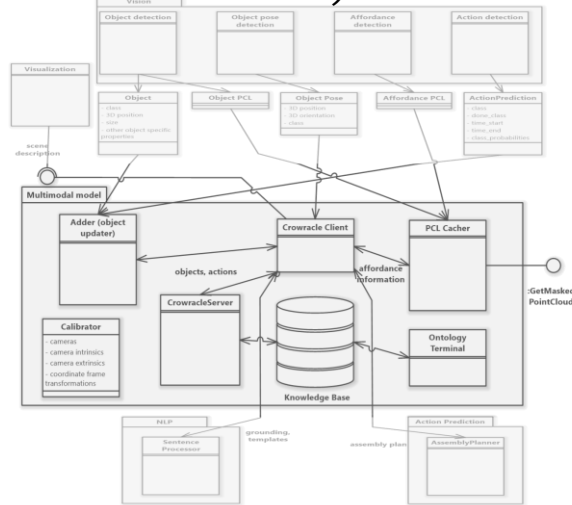 Vision
Object detection
Object pose
detection
Affordance
detection
Action detection
Visualization
Object
- class
- 3D position
- size
- other object specific
properties
Object PCL
Object Pose
- 3D position
- 3D orientation
- class
Affordance PCL
ActionPrediction
- class
- done_class
- time_start
- time_end
- class_probabilities
scene
description
Multimodal model
Adder (object
updater)
Crowracle Client
PCL Cacher
objects, actions
affordance
information
:GetMasked
PointCloud
CrowracleServer
Calibrator
- cameras
- camera intrinsics
- camera extrinsics
- coordinate frame
transformations
Ontology
Terminal
Knowledge Base
NLP
grounding,
templates
Sentence
Processor
assembly plan
Action Prediction
AssemblyPlanner